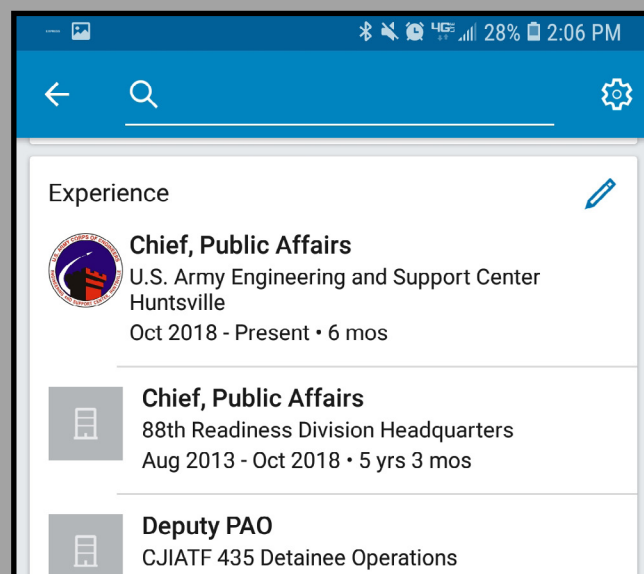 4GE 28% 2:06 PM
Experience
Chief, Public Affairs
U.S. Army Engineering and Support Center
Huntsville
Oct 2018 - Present • 6 mos
Chief, Public Affairs
88th Readiness Division Headquarters
Aug 2013 - Oct 2018 • 5 yrs 3 mos
Deputy PAO
CJIATF 435 Detainee Operations